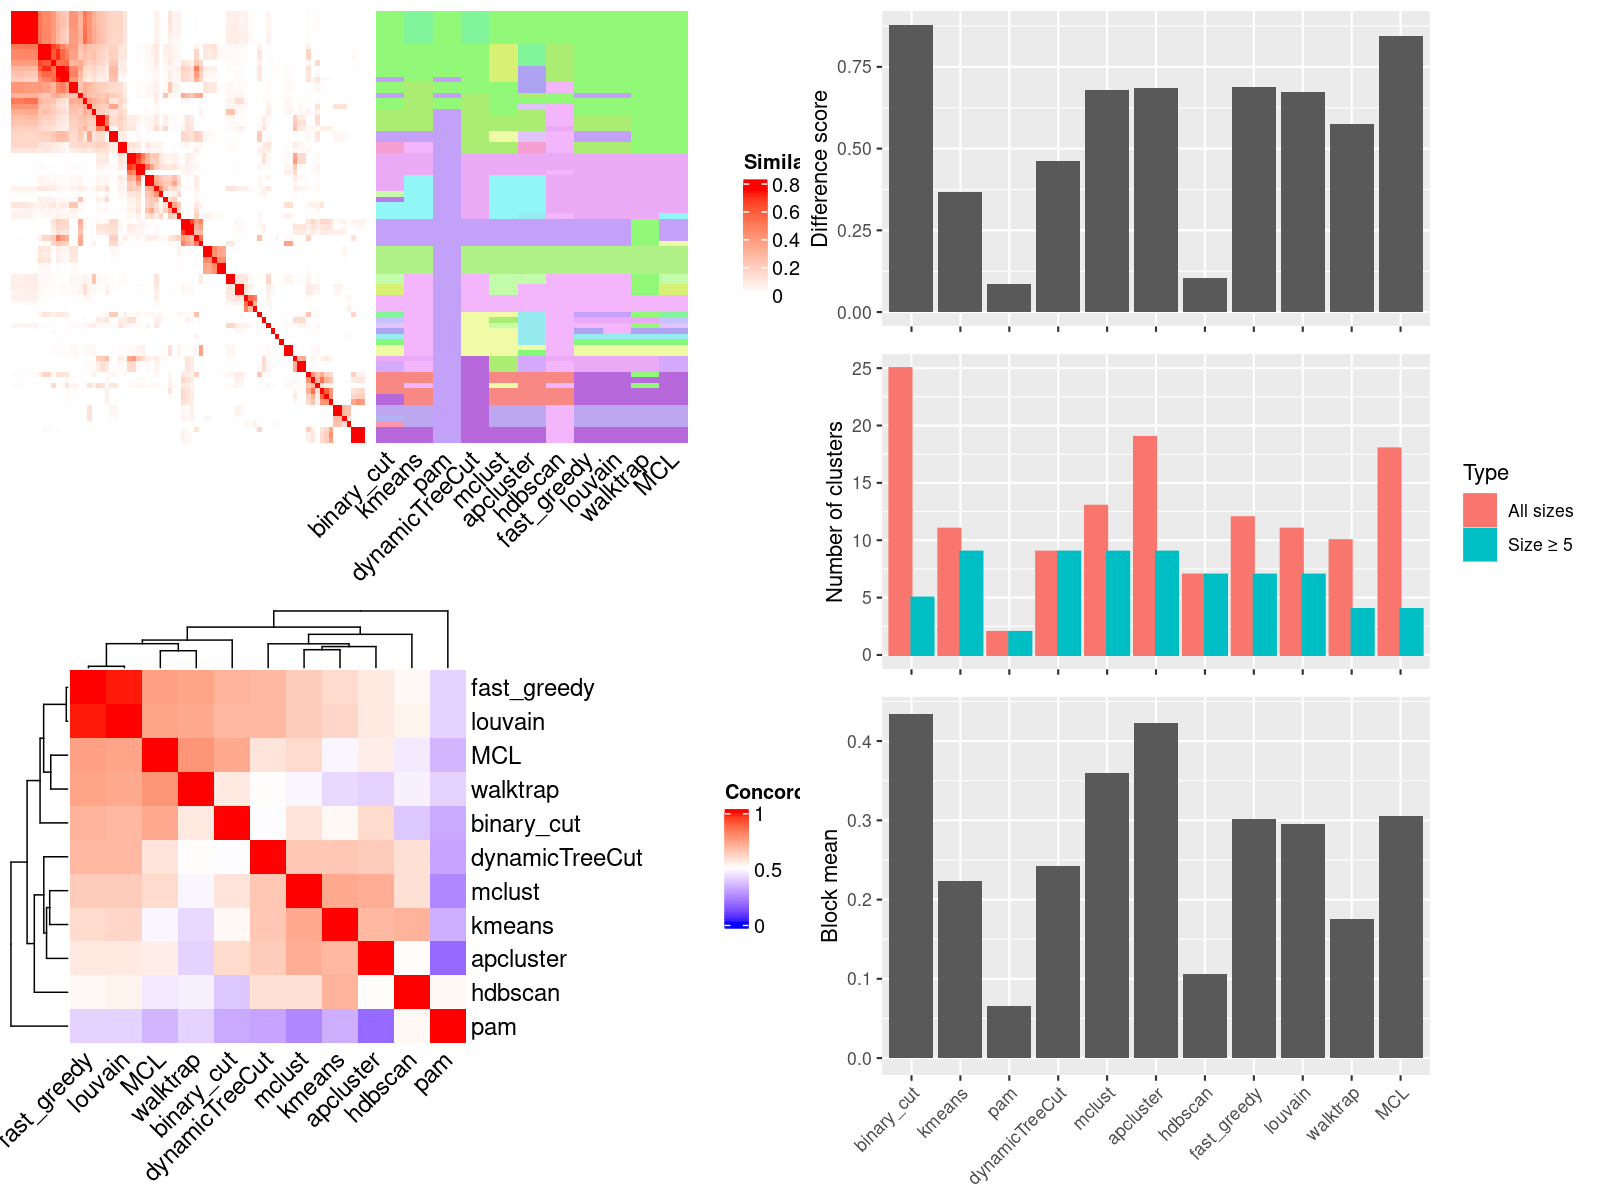 Simila
0.8
0.6
0.4
0.2
0
binary_cut
kmeans
pam
dynamicTreeCut
mclust
apcluster
hdbscan
fast_greedy
louvain
walktrap
MCL
Difference score
0.75
0.50
0.25
0.00
Number of clusters
25
20
15
10
5
0
Type
All sizes
Size ≥ 5
fast_greedy
louvain
MCL
walktrap
binary_cut
dynamicTreeCut
mclust
kmeans
apcluster
hdbscan
pam
fast_greedy
louvain
MCL
walktrap
binary_cut
dynamicTreeCut
mclust
kmeans
apcluster
hdbscan
pam
Concord
1
0.5
0
Block mean
0.4
0.3
0.2
0.1
0.0
binary_cut
kmeans
pam
dynamicTreeCut
mclust
apcluster
hdbscan
fast_greedy
louvain
walktrap
MCL